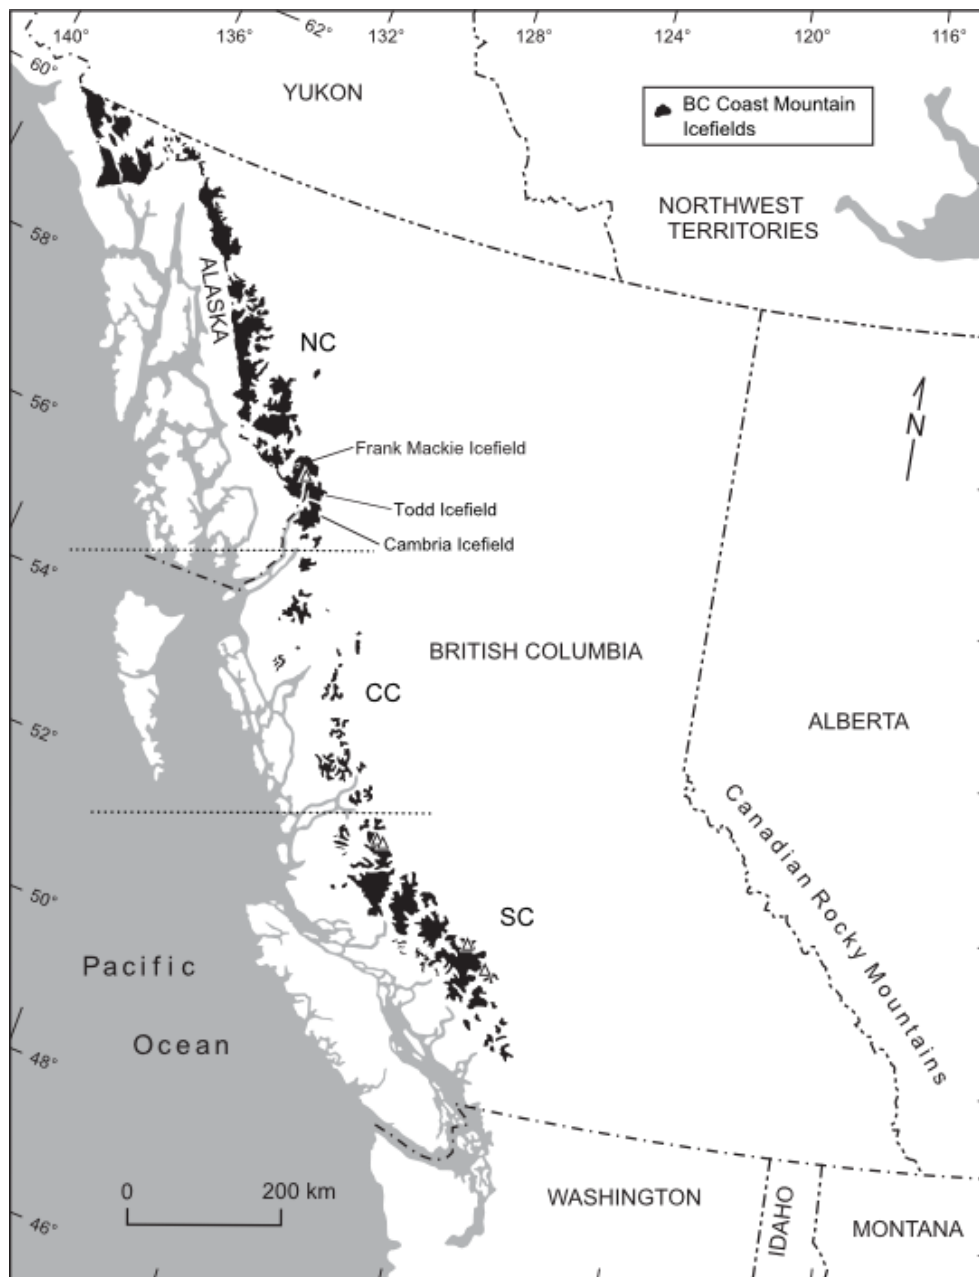 140°
136°
62°
132°
128°
124°
120°
116°
60°
YUKON
BC Coast Mountain
Icefields
NORTHWEST
TERRITORIES
58°
ALASKA
NC
56°
N
Frank Mackie Icefield
Todd Icefield
Cambria Icefield
54°
BRITISH COLUMBIA
CC
ALBERTA
52°
Canadian Rocky Mountains
50°
SC
Pacific
Ocean
48°
0
200 km
WASHINGTON
IDAHO
MONTANA
46°